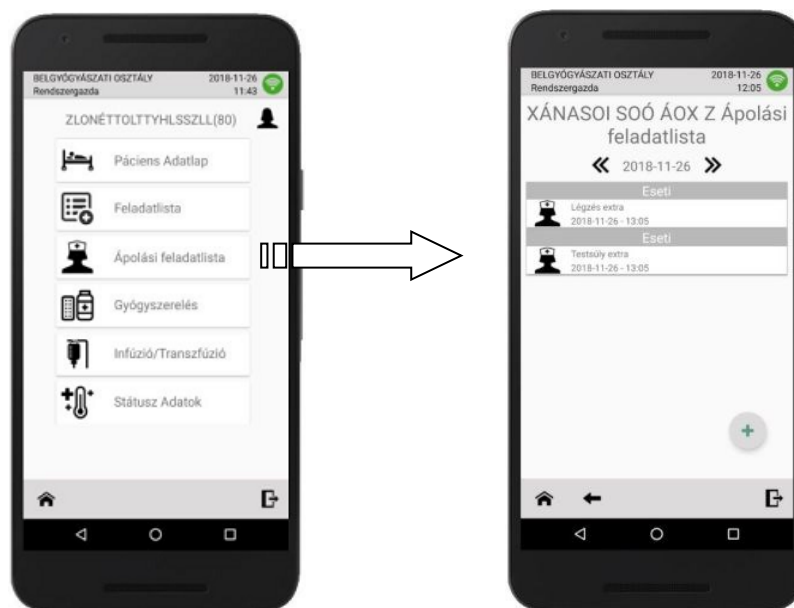 BELGYÓGYÁSZATI OSZTÁLY 2018-11-26
Rendszergazda 11:43
ZLONÉTTOLTTYHLSSZLL(80)
Páciens Adatlap
Feladatlista
Ápolási feladatlista
Gyógyszerelés
Infúzió/Transzfúzió
Státusz Adatok
BELGYÓGYÁSZATI OSZTÁLY 2018-11-26
Rendszergazda 12:05
XÁNASOI SOÓ ÁOX Z Ápolási
feladatlista
2018-11-26
Eseti
Légzés extra
2018-11-26 - 13:05
Eseti
Testsúly extra
2018-11-26 - 13:05